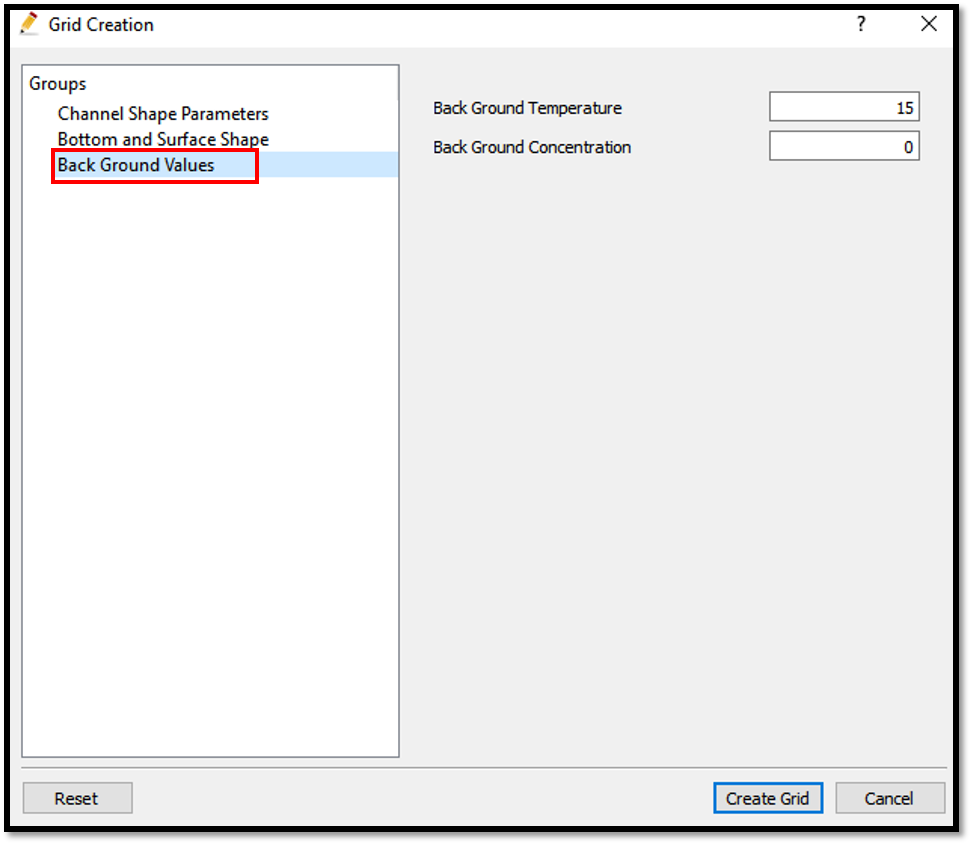 Grid Creation
?
Groups
Channel Shape Parameters
Bottom and Surface Shape
Back Ground Values
Back Ground Temperature 15
Back Ground Concentration 0
Reset Create Grid Cancel